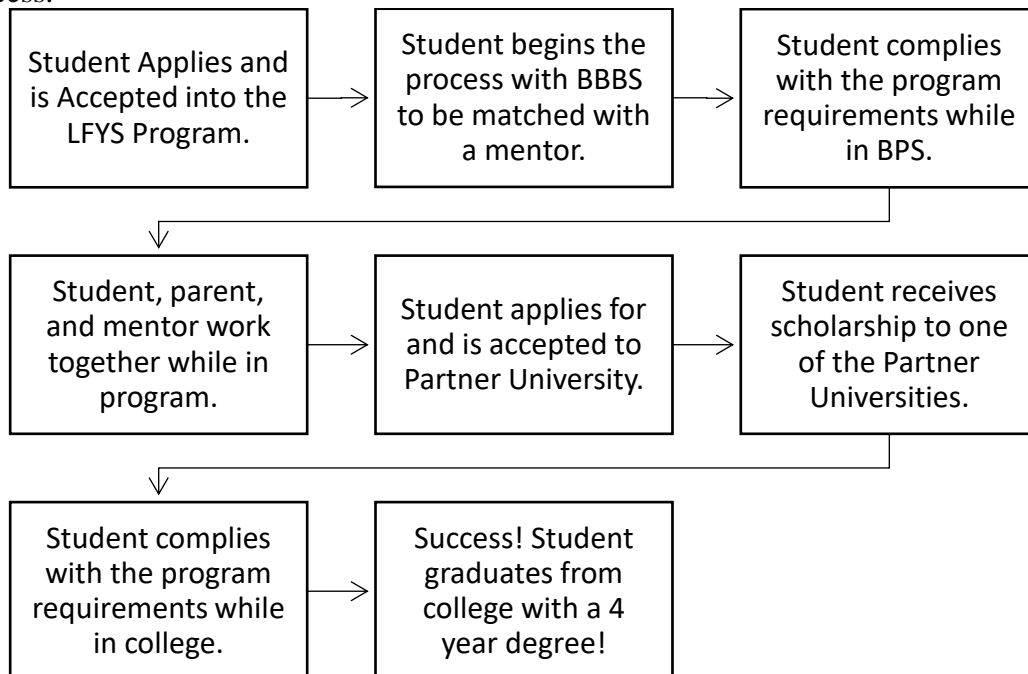 Student Applies and
is Accepted into the
LFYS Program.
Student begins the
process with BBBS
to be matched with
a mentor.
Student complies
with the program
requirements while
in BPS.
Student, parent,
and mentor work
together while in
program.
Student applies for
and is accepted to
Partner University.
Student receives
scholarship to one
of the Partner
Universities.
Student complies
with the program
requirements while
in college.
Success! Student
graduates from
college with a 4
year degree!